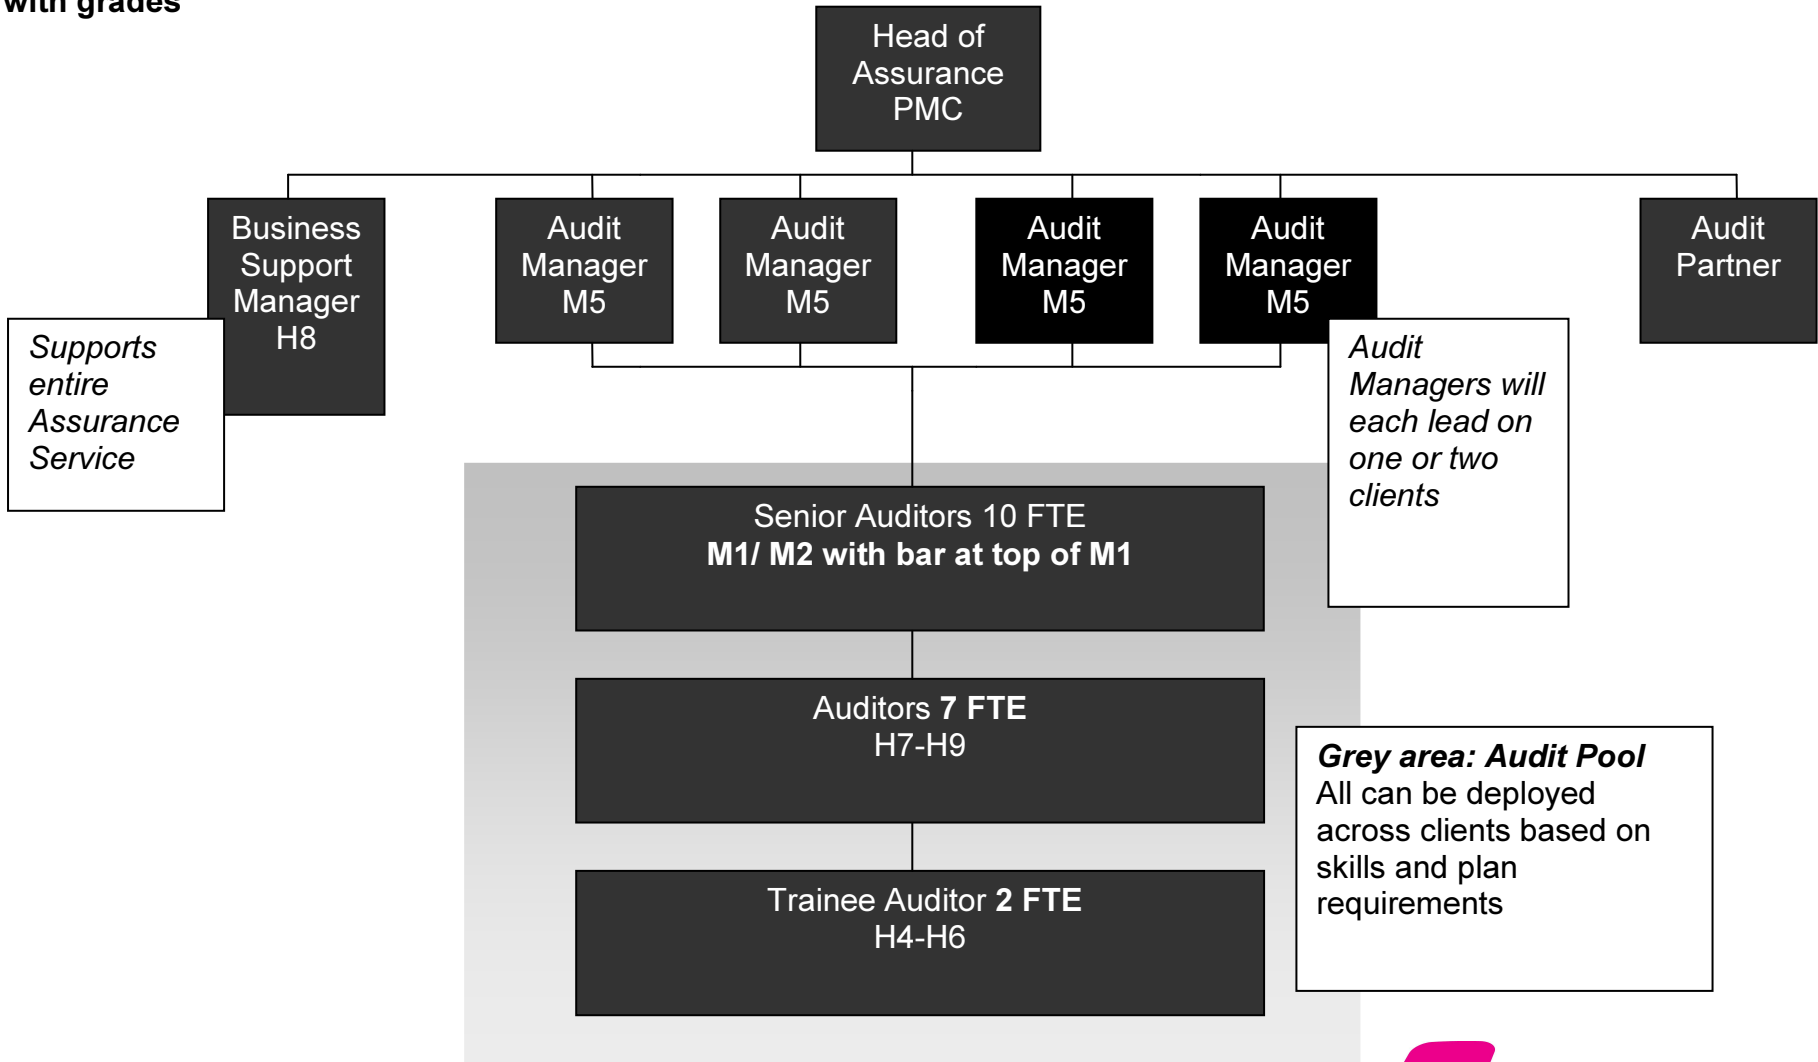 with grades
Head of
Assurance
PMC
Business
Support
Manager
H8
Audit
Manager
M5
Audit
Manager
M5
Audit
Manager
M5
Audit
Manager
M5
Audit
Partner
Supports
entire
Assurance
Service
Audit
Managers will
each lead on
one or two
clients
Senior Auditors 10 FTE
M1/ M2 with bar at top of M1
Auditors 7 FTE
H7-H9
Grey area: Audit Pool
All can be deployed
across clients based on
skills and plan
requirements
Trainee Auditor 2 FTE
H4-H6